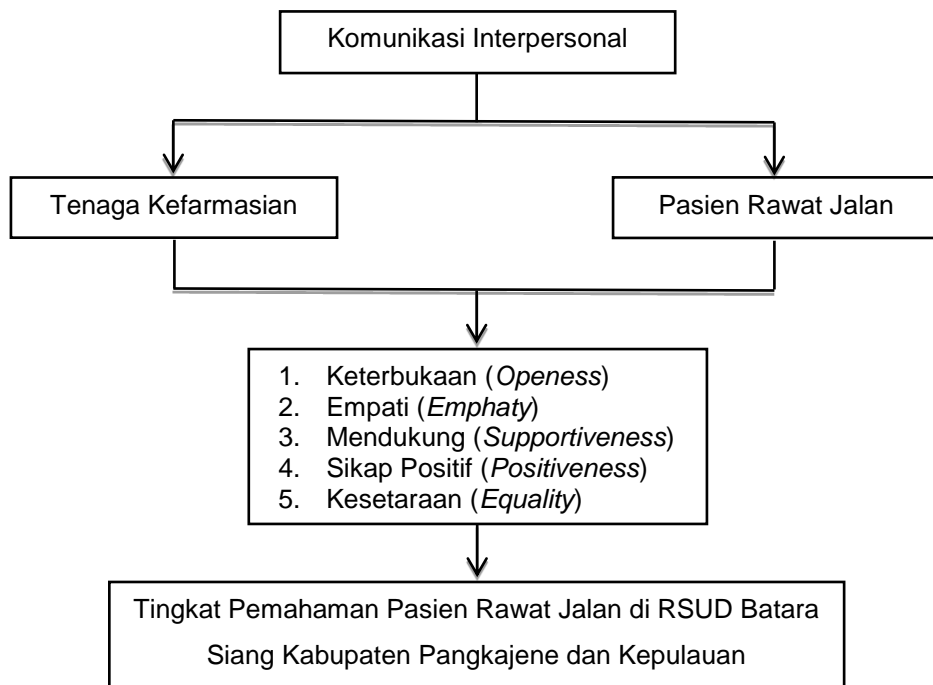 Komunikasi Interpersonal
Tenaga Kefarmasian
Pasien Rawat Jalan
1. Keterbukaan (Openess)
2. Empati (Emphaty)
3. Mendukung (Supportiveness)
4. Sikap Positif (Positiveness)
5. Kesetaraan (Equality)
Tingkat Pemahaman Pasien Rawat Jalan di RSUD Batara
Siang Kabupaten Pangkajene dan Kepulauan